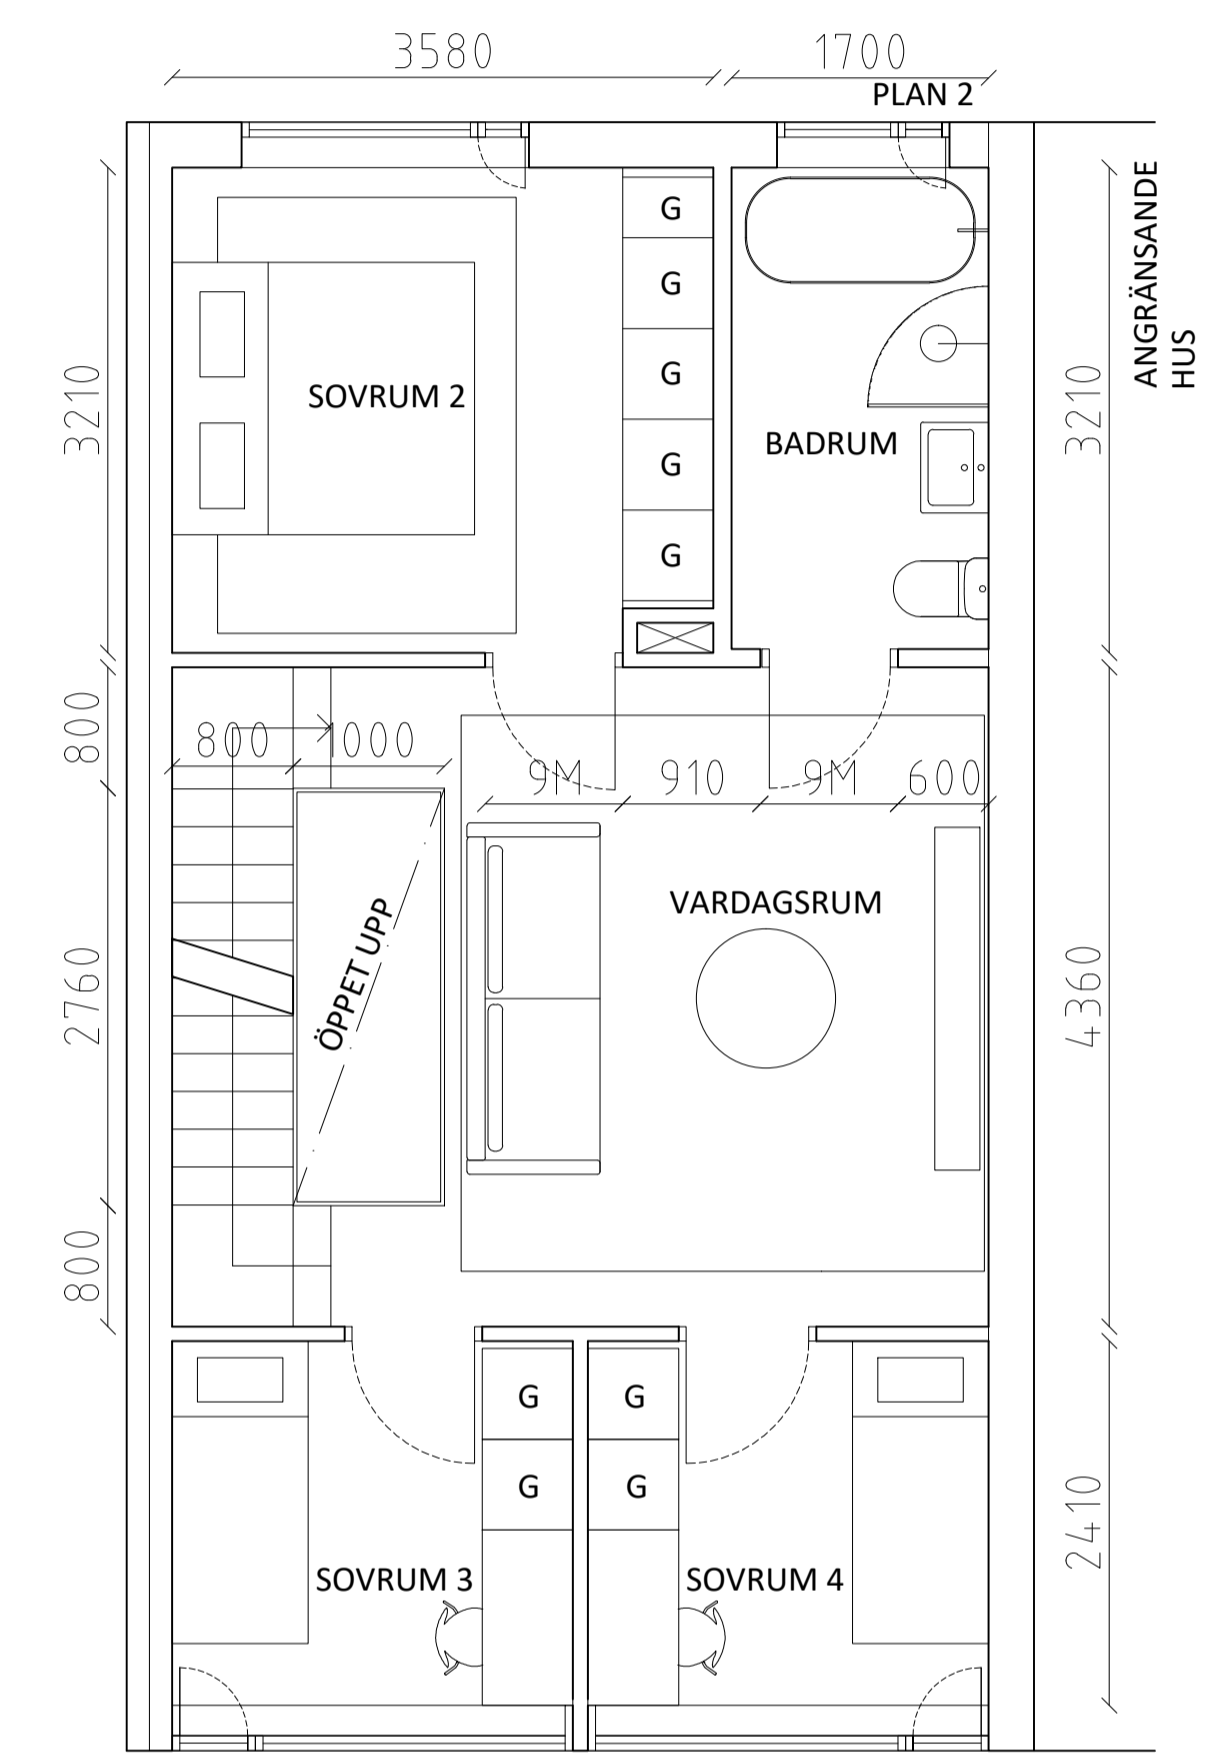 3580
1700
PLAN 2
ANGRÄNSANDE
HUS
G
G
3210
3210
G
SOVRUM 2
BADRUM
G
G
800
800
1000
9M
910
9M
600
VARDAGSRUM
ÖPPET UPP
2760
4360
800
G
G
G
G
2410
SOVRUM 3
SOVRUM 4